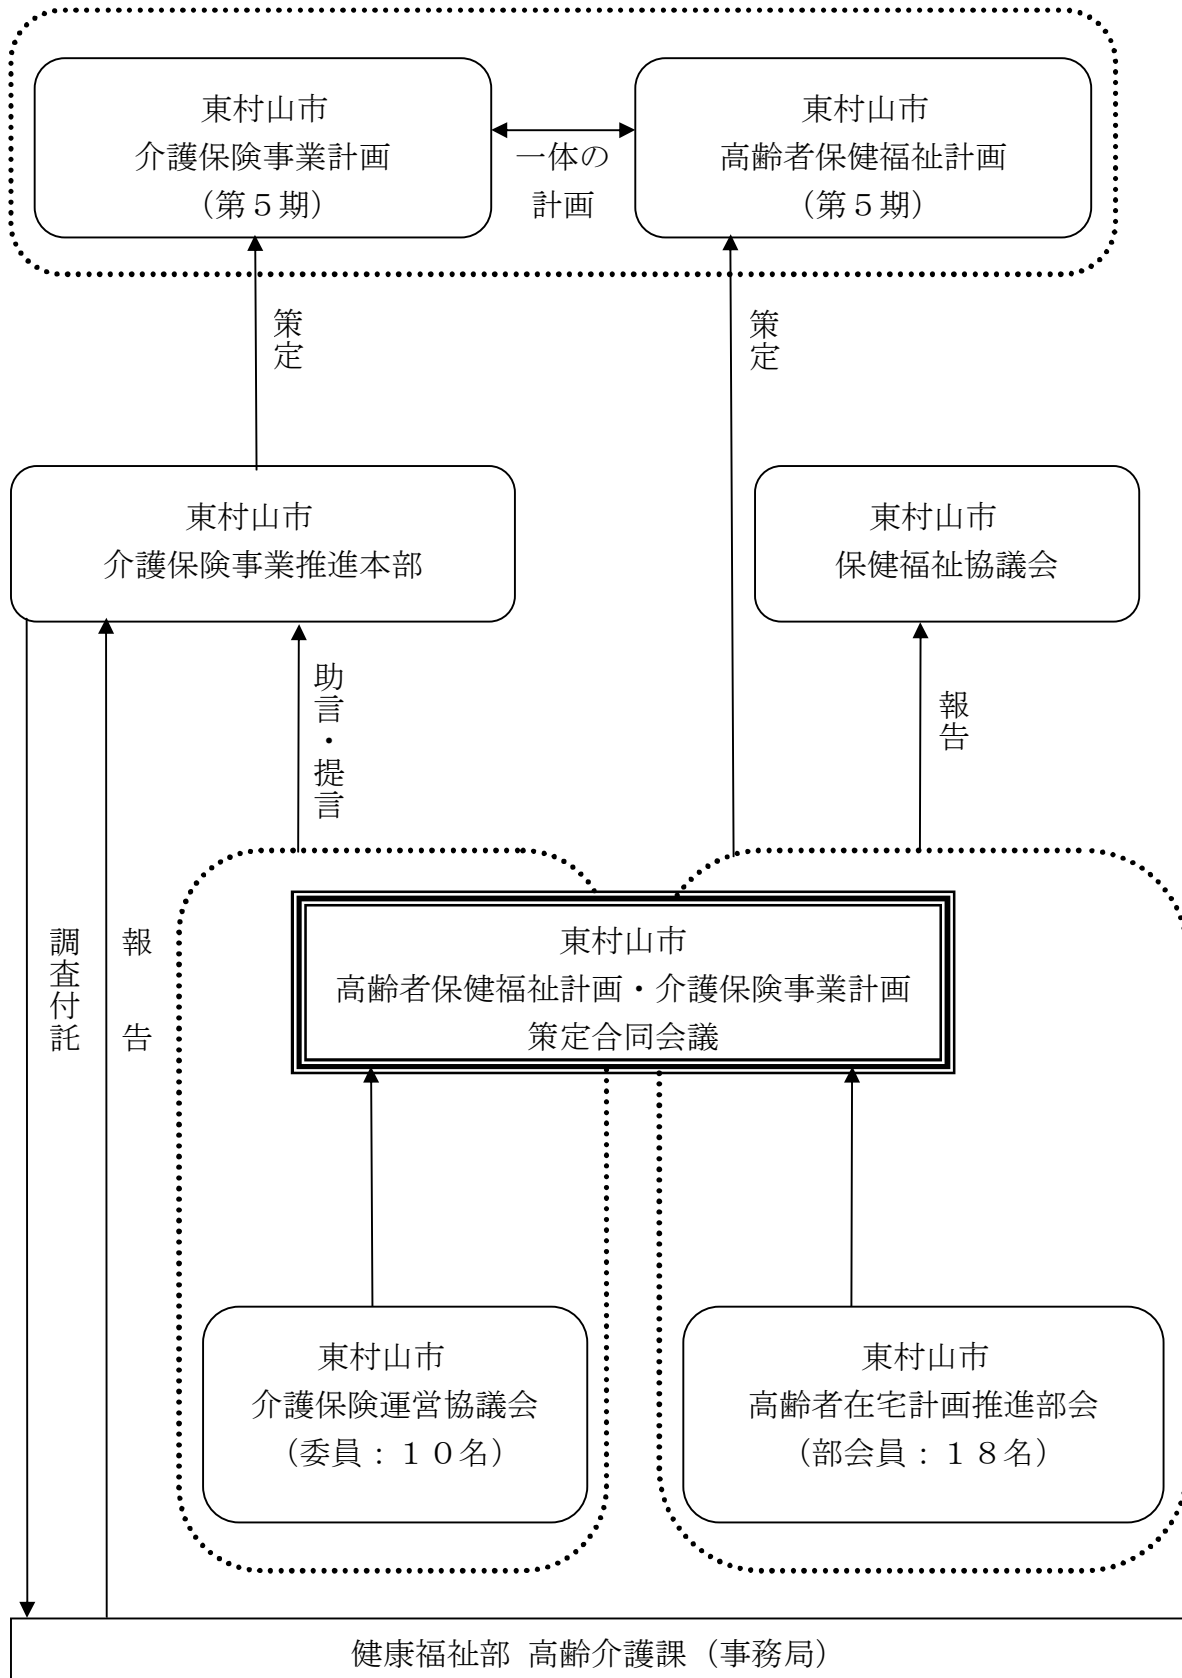 東村山市
介護保険事業計画
（第５期）
一体の
計画
東村山市
高齢者保健福祉計画
（第５期）
策定
策定
東村山市
介護保険事業推進本部
東村山市
保健福祉協議会
助言・提言
報告
調査付託
報　告
東村山市
高齢者保健福祉計画・介護保険事業計画
策定合同会議
東村山市
介護保険運営協議会
（委員：１０名）
東村山市
高齢者在宅計画推進部会
（部会員：１８名）
健康福祉部 高齢介護課（事務局）